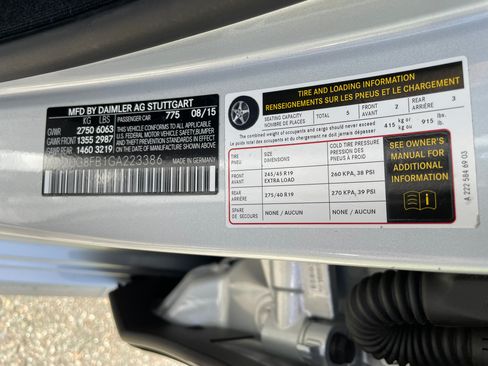 MFD BY DAIMLER AG STUTTGART
KG LBS PASSENGER CAR 775 08/15
GVWR 2750 6063
GAWR FRONT 1355 2987
GAWR REAR 1460 3219
THIS VEHICLE CONFORMS TO ALL APPLICABLE
U.S. FEDERAL MOTOR VEHICLE SAFETY, BUMPER
AND THEFT PREVENTION STANDARDS IN EFFECT
ON THE DATE OF MANUFACTURE SHOWN ABOVE.
8FB1GA223386
TIRE AND LOADING INFORMATION
RENSEIGNEMENTS SUR LES PNEUS ET LE CHARGEMENT
SEATING CAPACITY
NOMBRE DE PLACES
TOTAL 5
FRONT
AVANT 2
REAR
ARRIÈRE 3
The combined weight of occupants and cargo should never exceed
Le poids total des occupants et du chargement ne doit jamais dépasser
415 kg or ou 915 lbs.
TIRE
PNEU
SIZE
DIMENSIONS
COLD TIRE PRESSURE
PRESSION DES PNEUS À FROID
FRONT
AVANT
245/45 R19
EXTRA LOAD
260 KPA, 38 PSI
REAR
ARRIÈRE
275/40 R19
270 KPA, 39 PSI
SPARE
DE SECOURS
NONE / AUCUN
NONE / AUCUN
SEE OWNER'S
MANUAL FOR
ADDITIONAL
INFORMATION
A 222 584 69 03